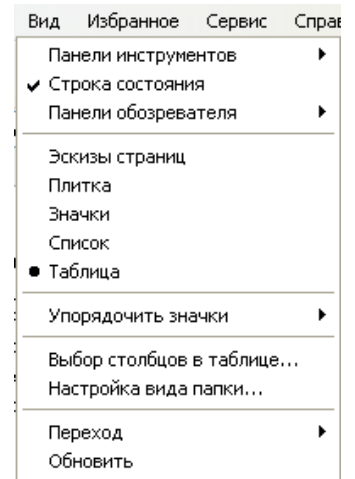 Вид Избранное Сервис
Панели инструментов
Строка состояния
Панели обозревателя
Эскизы страниц
Плитка
Значки
Список
Таблица
Упорядочить значки
Выбор столбцов в таблице...
Настройка вида папки...
Переход
Обновить